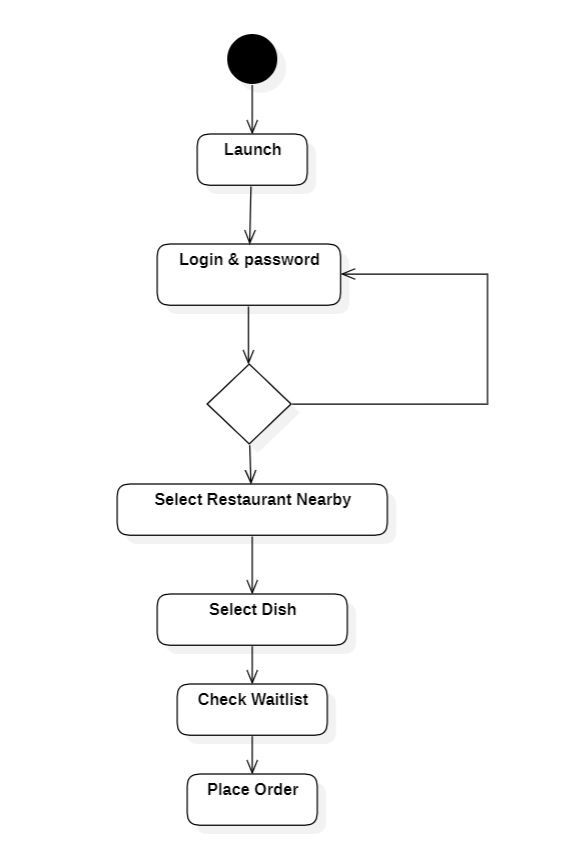 Launch
Login & password
Select Restaurant Nearby
Select Dish
Check Waitlist
Place Order